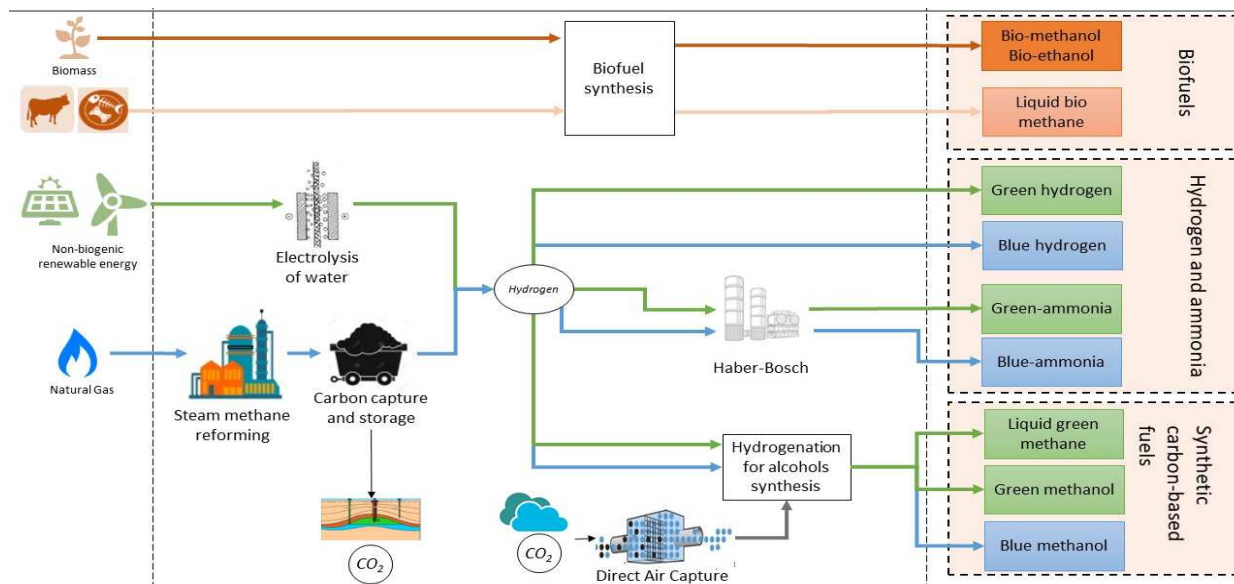 Biomass
Biofuel
synthesis
Bio-methanol
Bio-ethanol
Liquid bio
methane
Biofuels
Non-biogenic
renewable energy
Electrolysis
of water
Hydrogen
Green hydrogen
Blue hydrogen
Haber-Bosch
Green-ammonia
Blue-ammonia
Hydrogen and ammonia
Natural Gas
Steam methane
reforming
Carbon capture
and storage
CO₂
CO₂
Direct Air Capture
Hydrogenation
for alcohols
synthesis
Liquid green
methane
Green methanol
Blue methanol
Synthetic
carbon-based
fuels